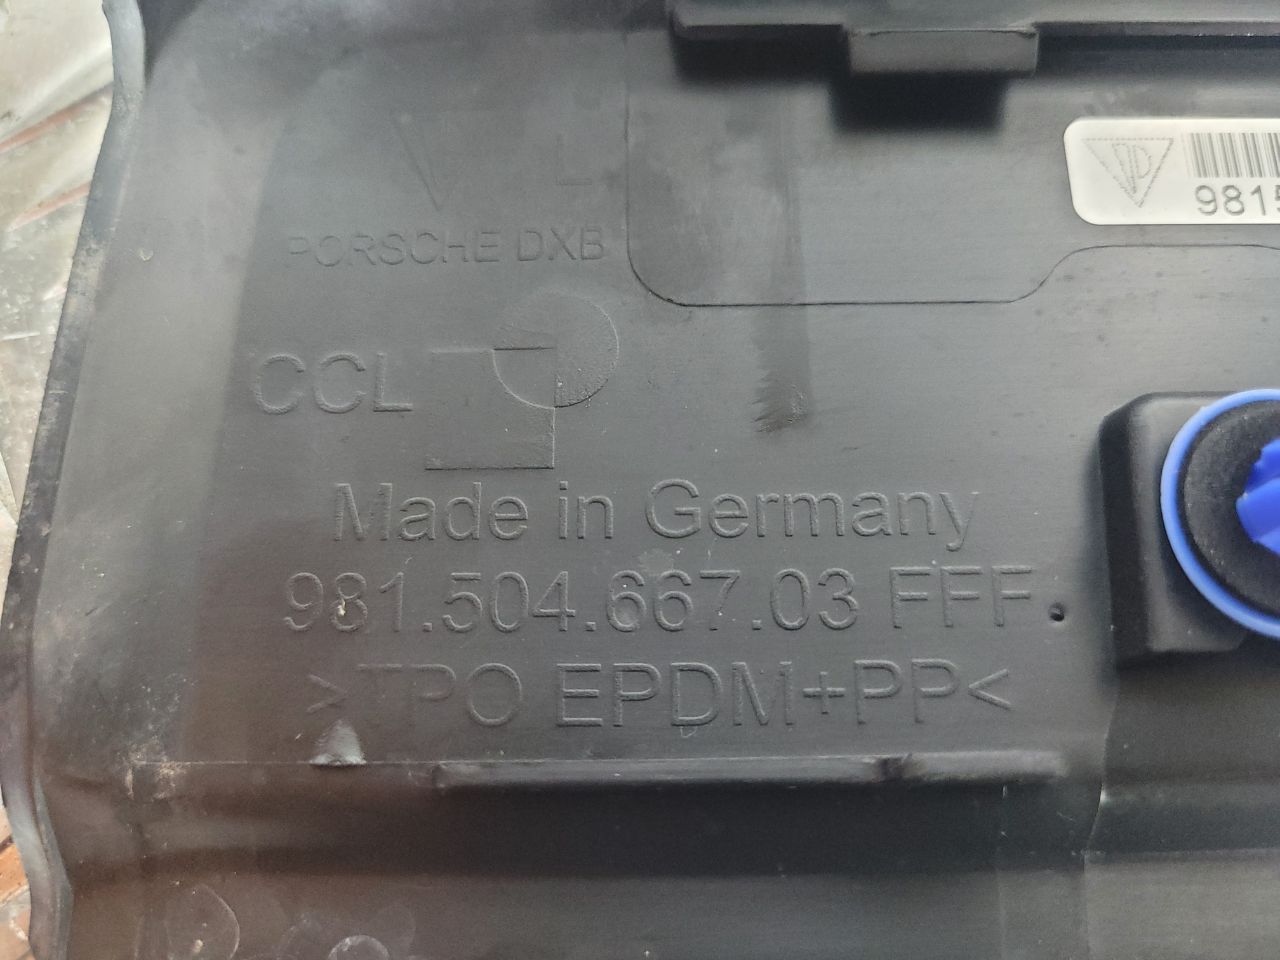 L
PORSCHE DXB
9815
CCL
Made in Germany
981.504.667.03 FFF.
>TPO EPDM+PP<